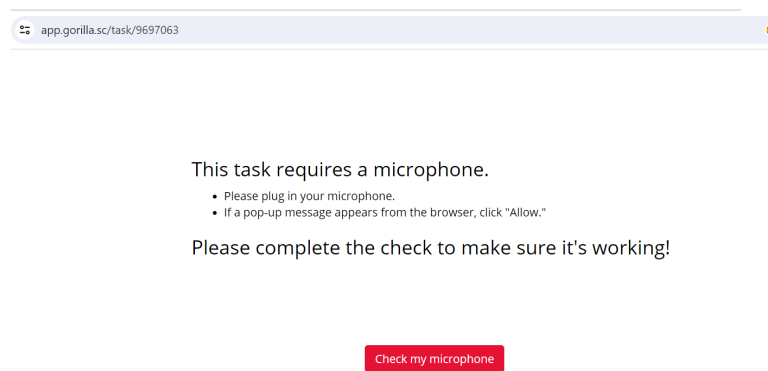 app.gorilla.sc/task/9697063
This task requires a microphone.
• Please plug in your microphone.
• If a pop-up message appears from the browser, click "Allow."
Please complete the check to make sure it's working!
Check my microphone